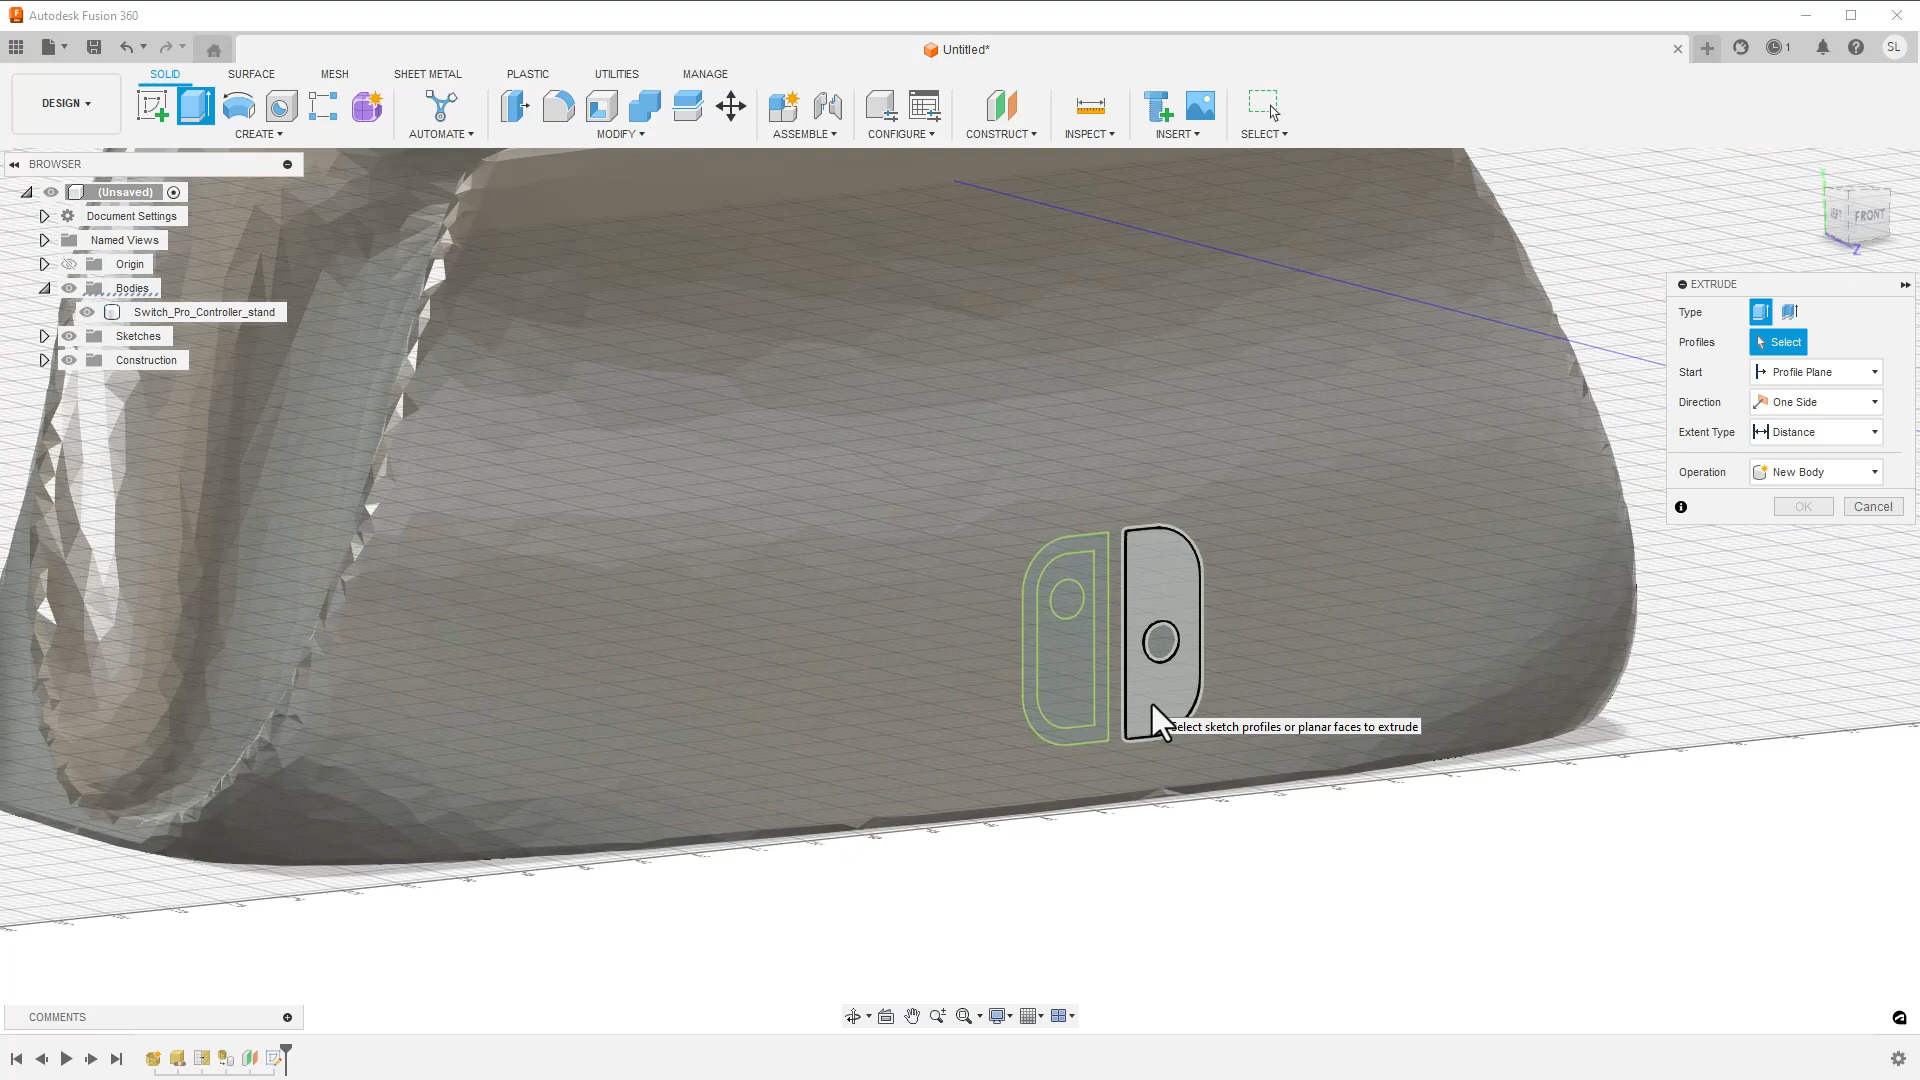 Autodesk Fusion 360
Untitled*
1
SL
DESIGN
SOLID
SURFACE
MESH
SHEET METAL
PLASTIC
UTILITIES
MANAGE
CREATE
AUTOMATE
MODIFY
ASSEMBLE
CONFIGURE
CONSTRUCT
INSPECT
INSERT
SELECT
BROWSER
(Unsaved)
Document Settings
Named Views
Origin
Bodies
Switch_Pro_Controller_stand
Sketches
Construction
LEFT
FRONT
Z
EXTRUDE
Type
Profiles
Select
Start
Profile Plane
Direction
One Side
Extent Type
Distance
Operation
New Body
OK
Cancel
Select sketch profiles or planar faces to extrude
COMMENTS